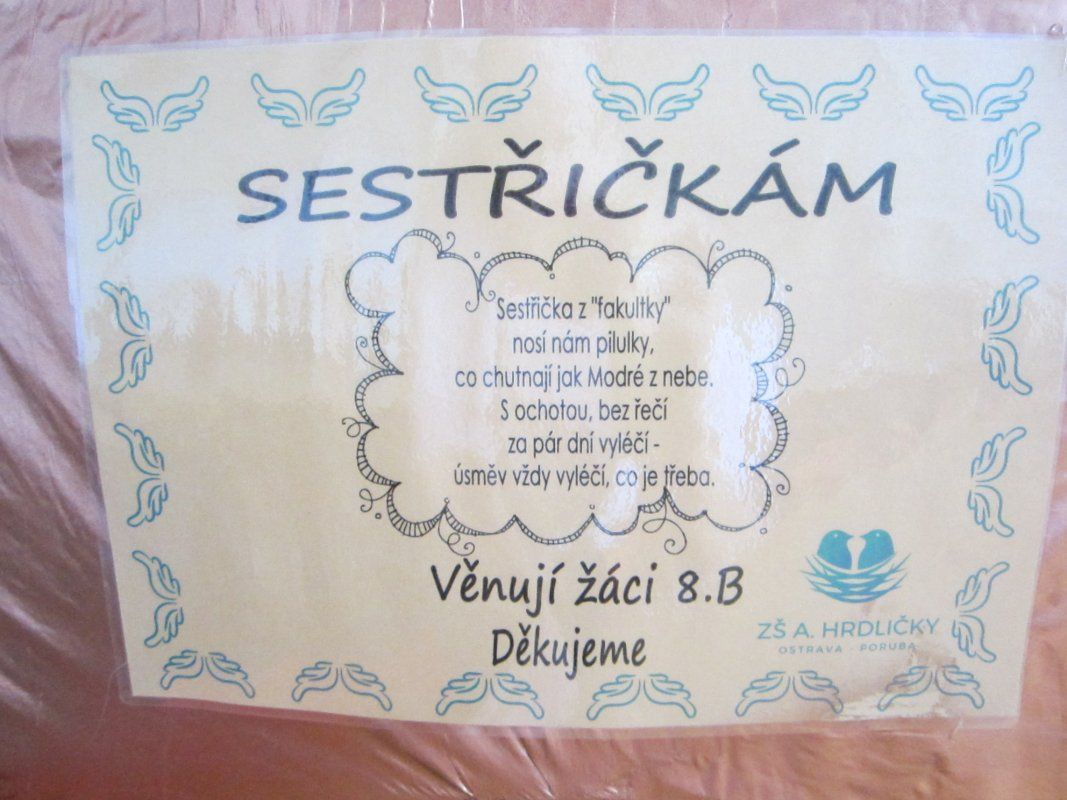 SESTŘIČKÁM
Sestřička z "fakultky"
nosí nám pilulky,
co chutnají jak Modré z nebe.
S ochotou, bez řečí
za pár dní vyléčí -
úsměv vždy vyléčí, co je třeba.
Věnují žáci 8.B
Děkujeme
ZŠ A. HRDLIČKY
OSTRAVA - PORUBA